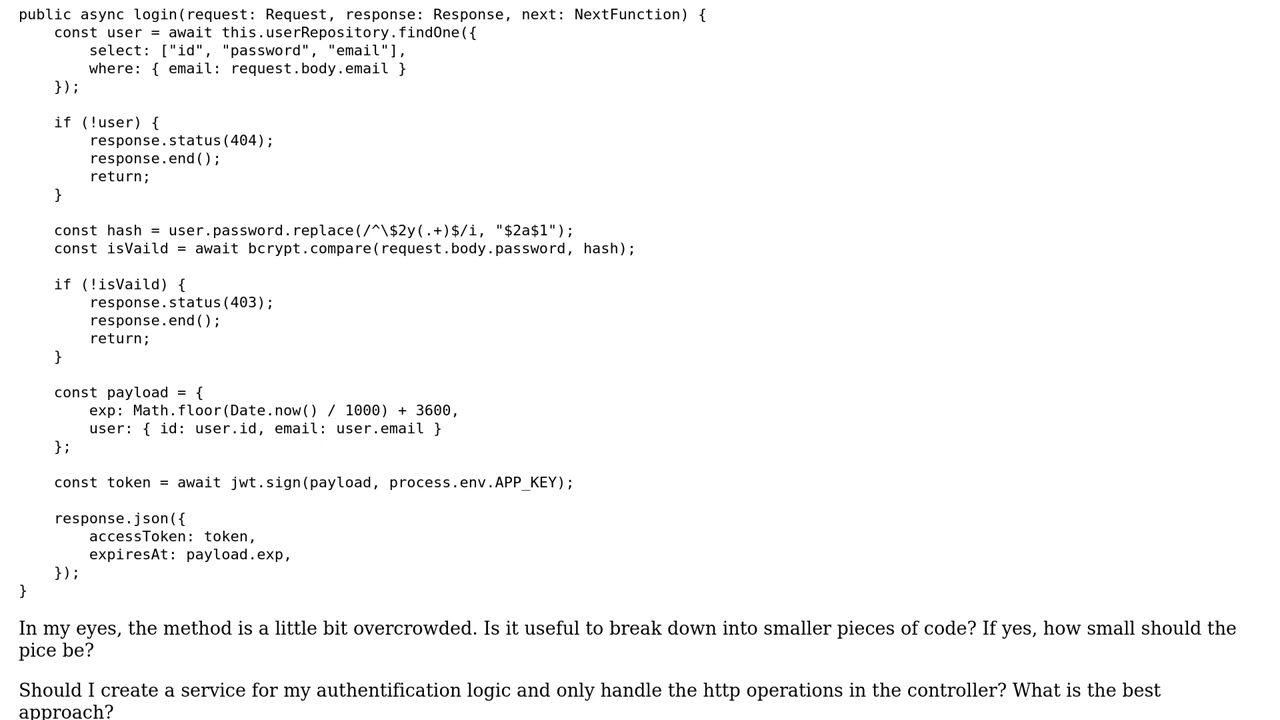 public async login(request: Request, response: Response, next: NextFunction) {
    const user = await this.userRepository.findOne({
        select: ["id", "password", "email"],
        where: { email: request.body.email }
    });

    if (!user) {
        response.status(404);
        response.end();
        return;
    }

    const hash = user.password.replace(/^\$2y(.+)$/i, "$2a$1");
    const isVaild = await bcrypt.compare(request.body.password, hash);

    if (!isVaild) {
        response.status(403);
        response.end();
        return;
    }

    const payload = {
        exp: Math.floor(Date.now() / 1000) + 3600,
        user: { id: user.id, email: user.email }
    };

    const token = await jwt.sign(payload, process.env.APP_KEY);

    response.json({
        accessToken: token,
        expiresAt: payload.exp,
    });
}
In my eyes, the method is a little bit overcrowded. Is it useful to break down into smaller pieces of code? If yes, how small should the
pice be?
Should I create a service for my authentification logic and only handle the http operations in the controller? What is the best
approach?